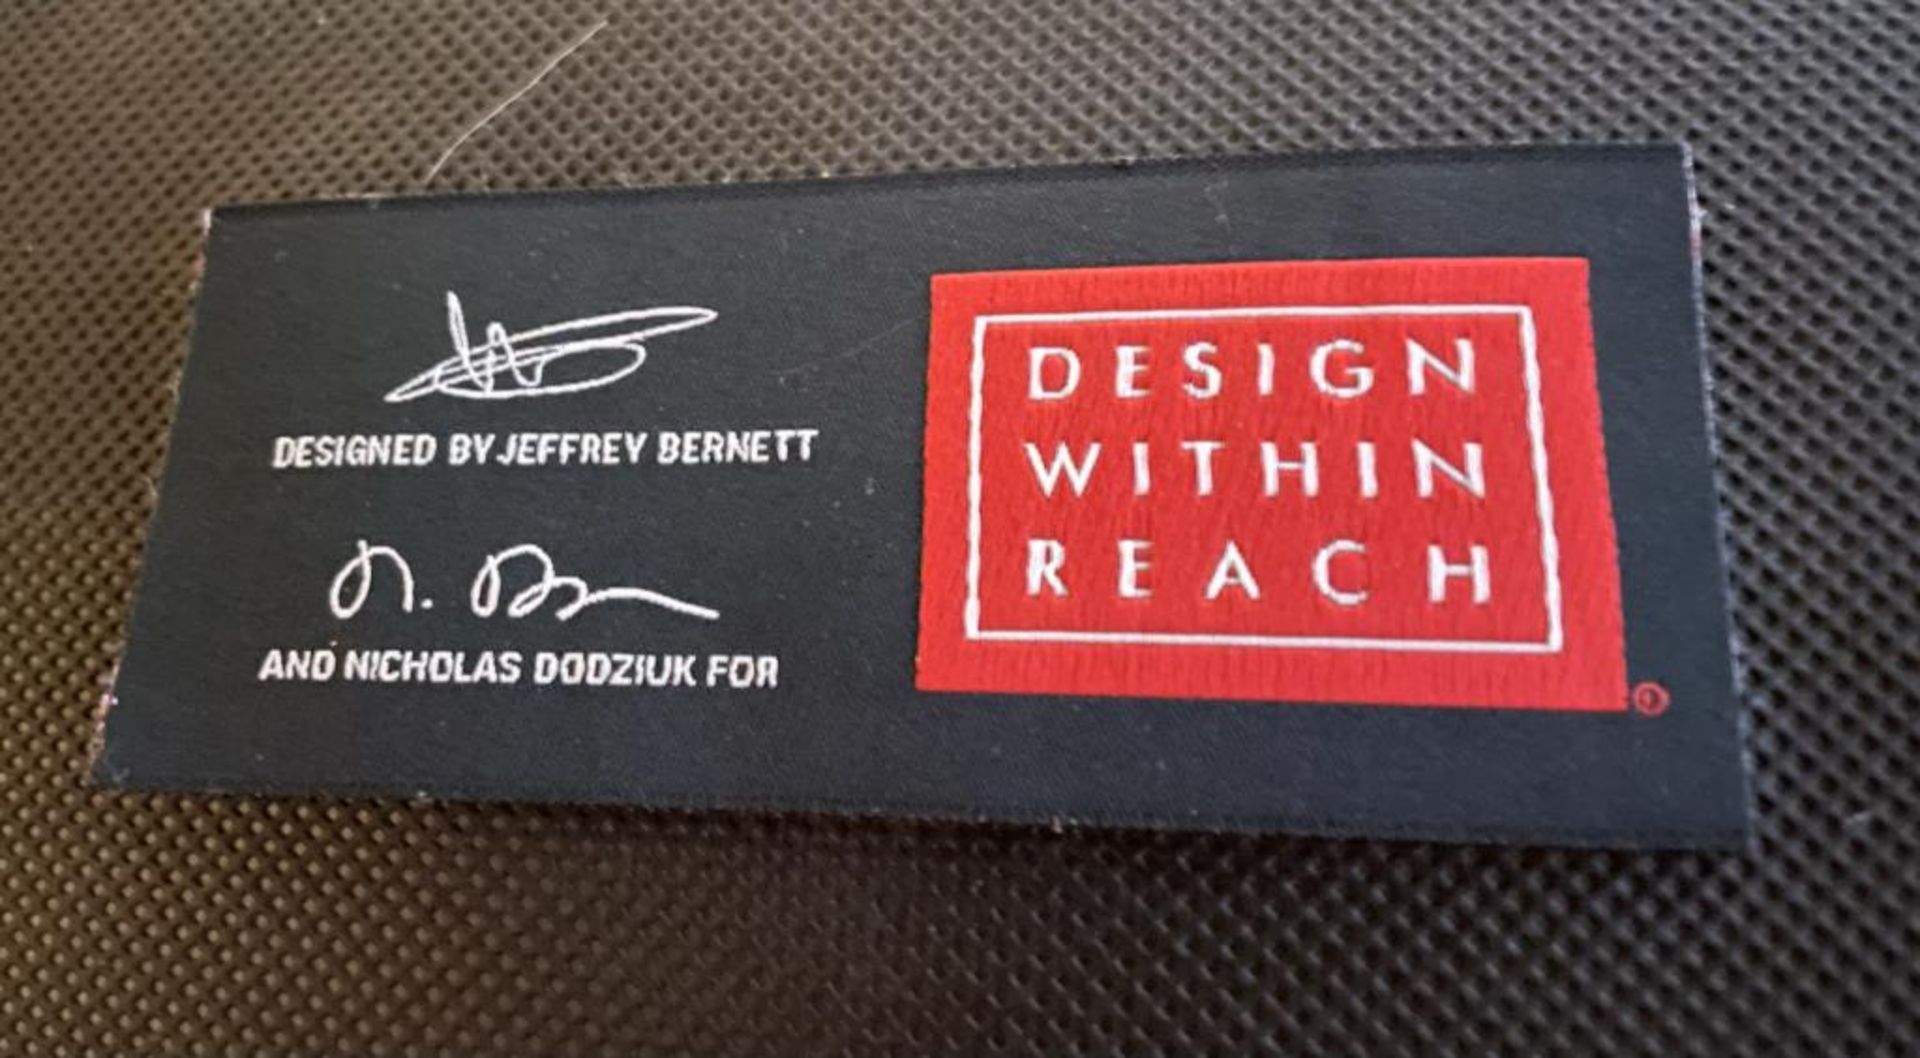 DESIGNED BY JEFFREY BERNETT
N. D
AND NICHOLAS DODZIUK FOR
DESIGN
WITHIN
REACH
®